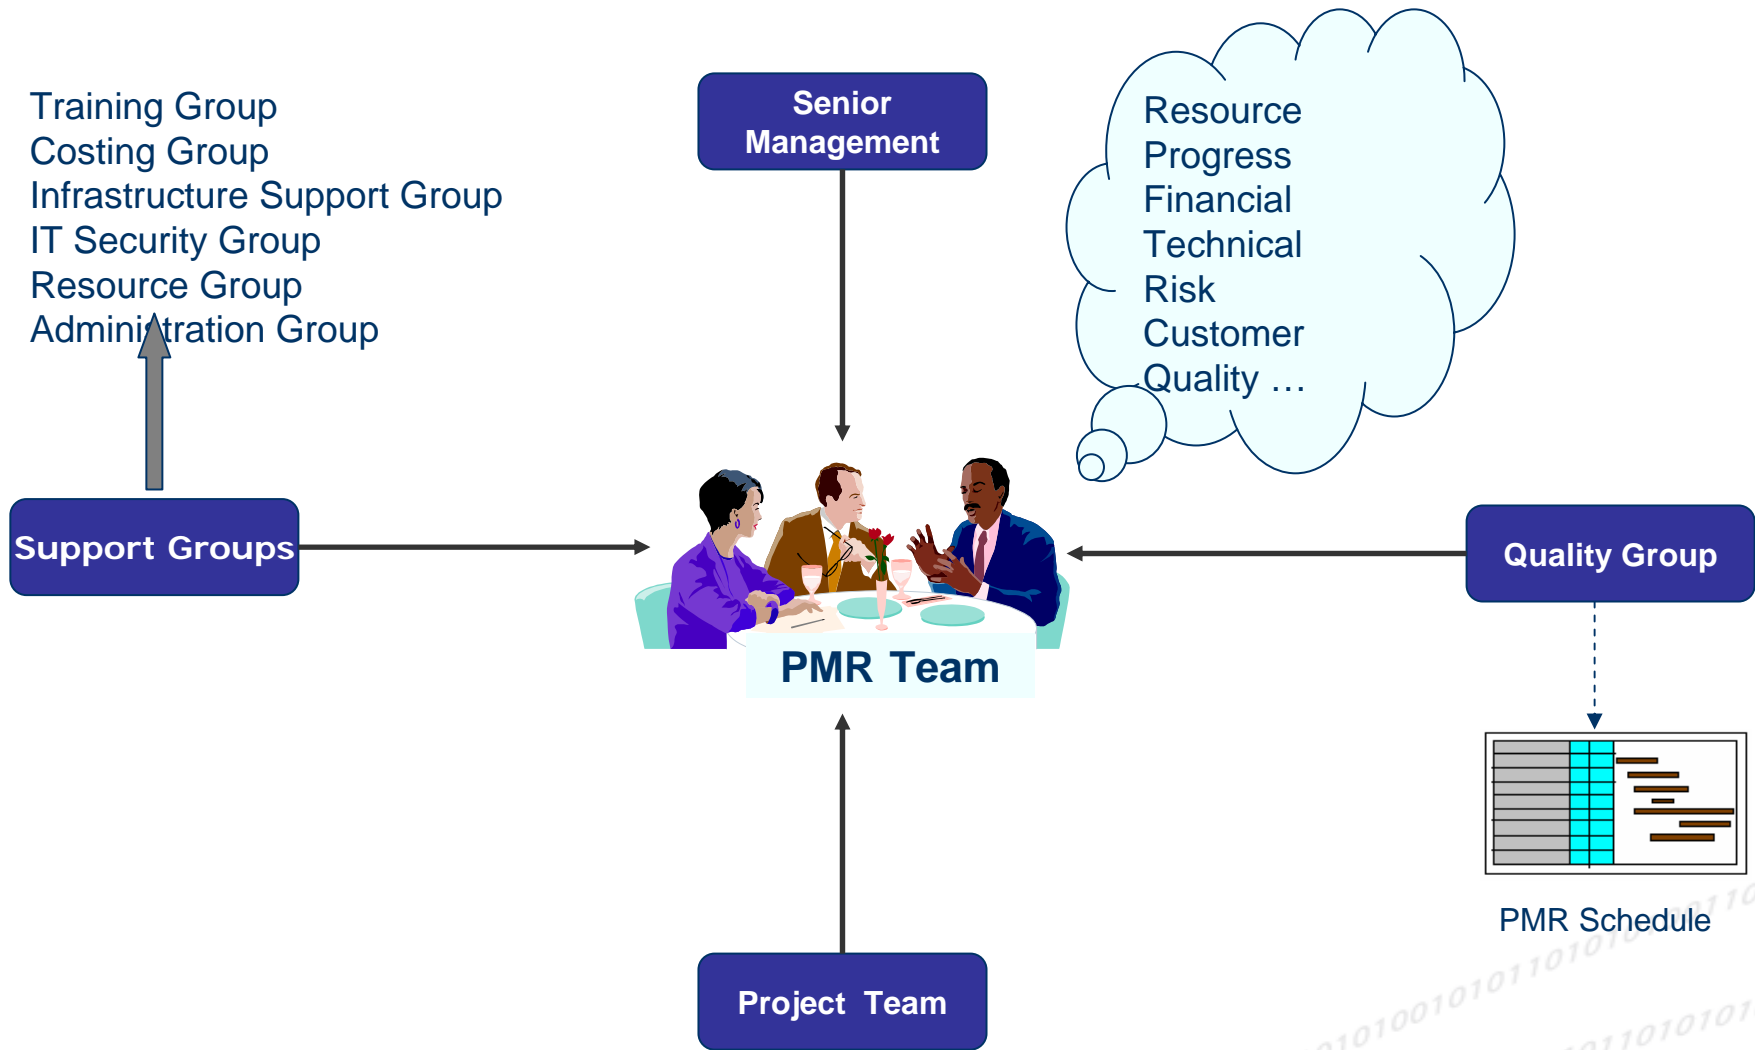 Training Group
Costing Group
Infrastructure Support Group
IT Security Group
Resource Group
Administration Group
Senior
Management
Resource
Progress
Financial
Technical
Risk
Customer
Quality …
Support Groups
Quality Group
PMR Team
PMR Schedule
Project Team